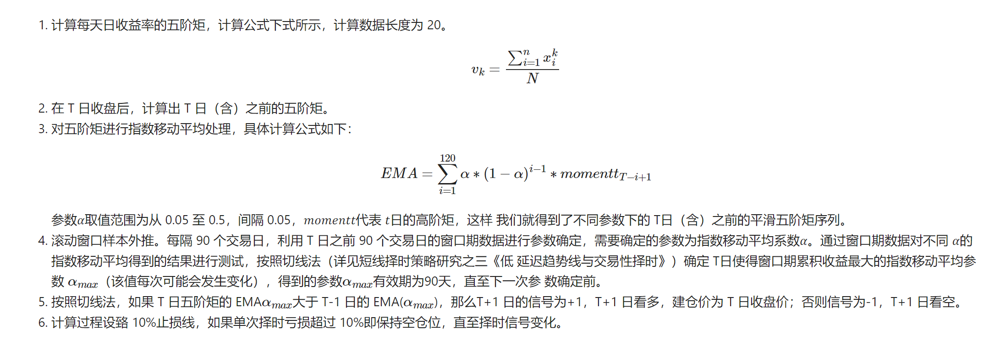 1. 计算每天日收益率的五阶矩，计算公式下式所示，计算数据长度为 20。
v_k = \frac{\sum_{i=1}^{n} x_i^k}{N}
2. 在 T 日收盘后，计算出 T 日（含）之前的五阶矩。
3. 对五阶矩进行指数移动平均处理，具体计算公式如下：
EMA = \sum_{i=1}^{120} α * (1 − α)^{i−1} * momentt_{T−i+1}
参数α取值范围为从 0.05 至 0.5，间隔 0.05，momentt代表 t日的高阶矩，这样 我们就得到了不同参数下的 T日（含）之前的平滑五阶矩序列。
4. 滚动窗口样本外推。每隔 90 个交易日，利用 T 日之前 90 个交易日的窗口期数据进行参数确定，需要确定的参数为指数移动平均系数α。通过窗口期数据对不同 α的
指数移动平均得到的结果进行测试，按照切线法（详见短线择时策略研究之三《低 延迟趋势线与交易性择时》）确定 T日使得窗口期累积收益最大的指数移动平均参
数 α_{max}（该值每次可能会发生变化），得到的参数α_{max}有效期为90天，直至下一次参 数确定前。
5. 按照切线法，如果 T 日五阶矩的 EMAα_{max}大于 T-1 日的 EMA(α_{max})，那么T+1 日的信号为+1，T+1 日看多，建仓价为 T 日收盘价；否则信号为-1，T+1 日看空。
6. 计算过程设臵 10%止损线，如果单次择时亏损超过 10%即保持空仓位，直至择时信号变化。